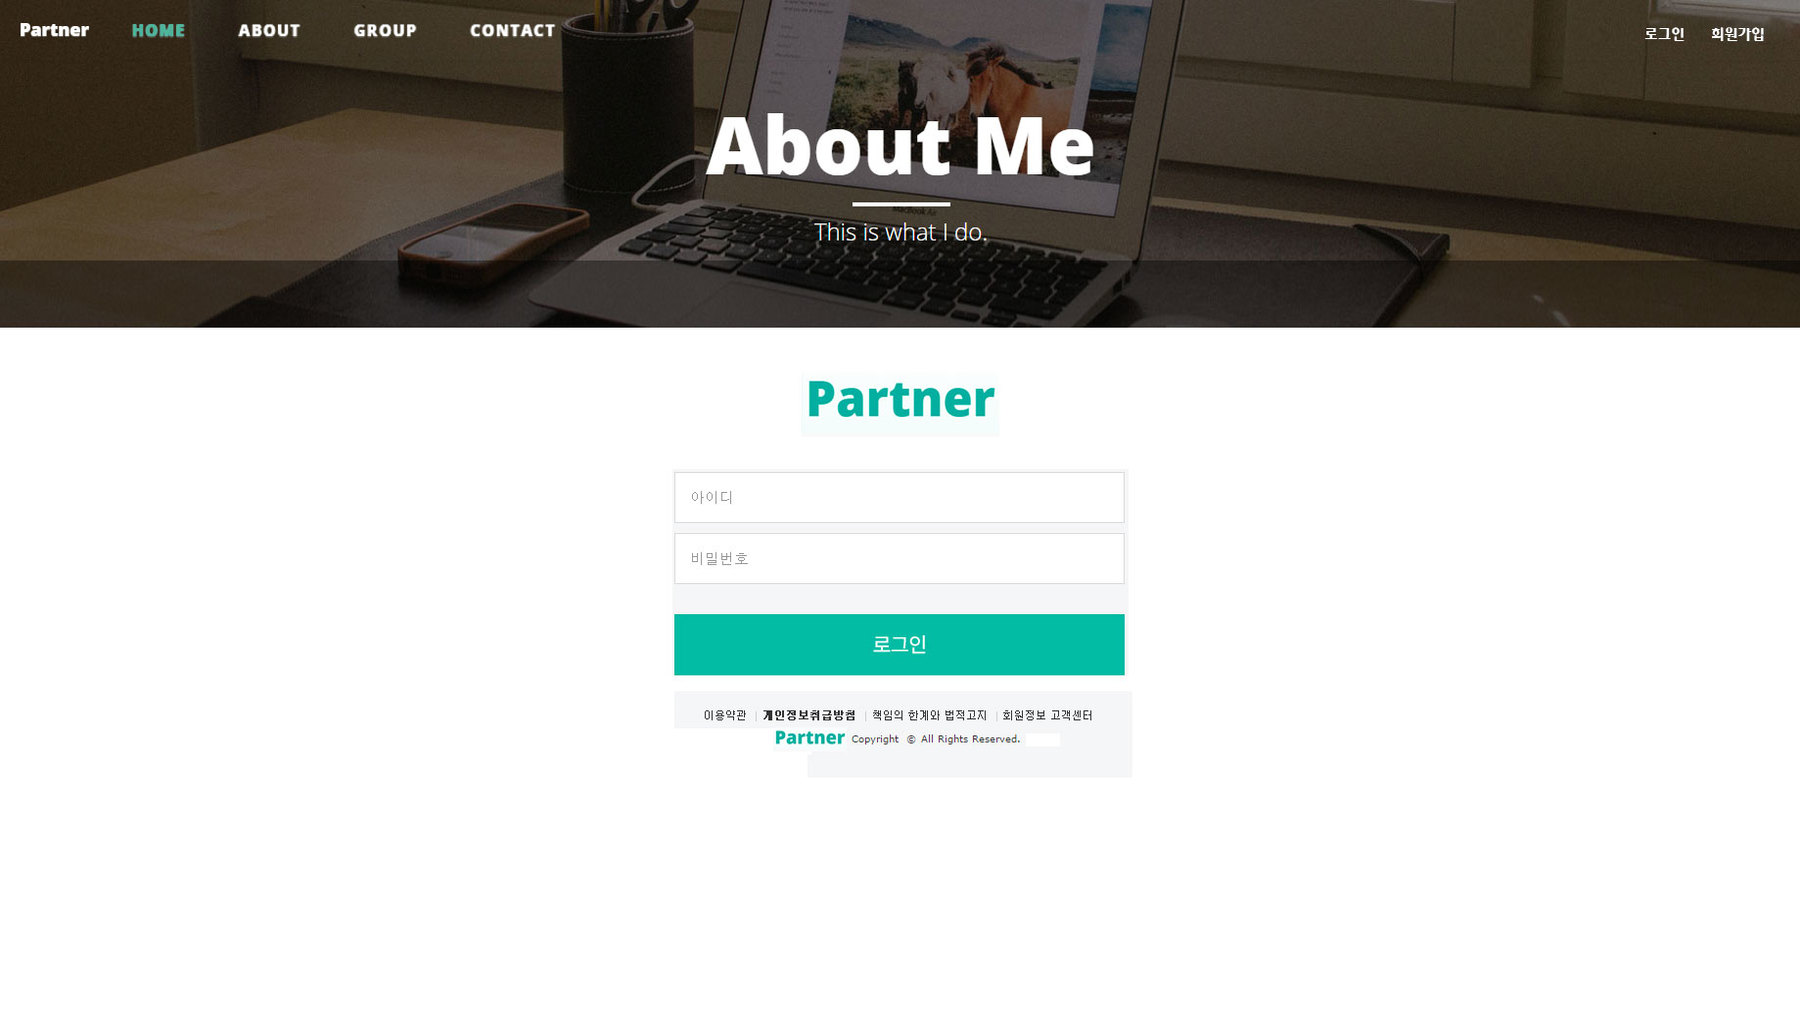 Partner HOME ABOUT GROUP CONTACT 로그인 회원가입
About Me
MacBook Air
This is what I do.
Partner
아이디
비밀번호
로그인
이용약관 | 개인정보취급방침 | 책임의 한계와 법적고지 | 회원정보 고객센터
Partner Copyright © All Rights Reserved.